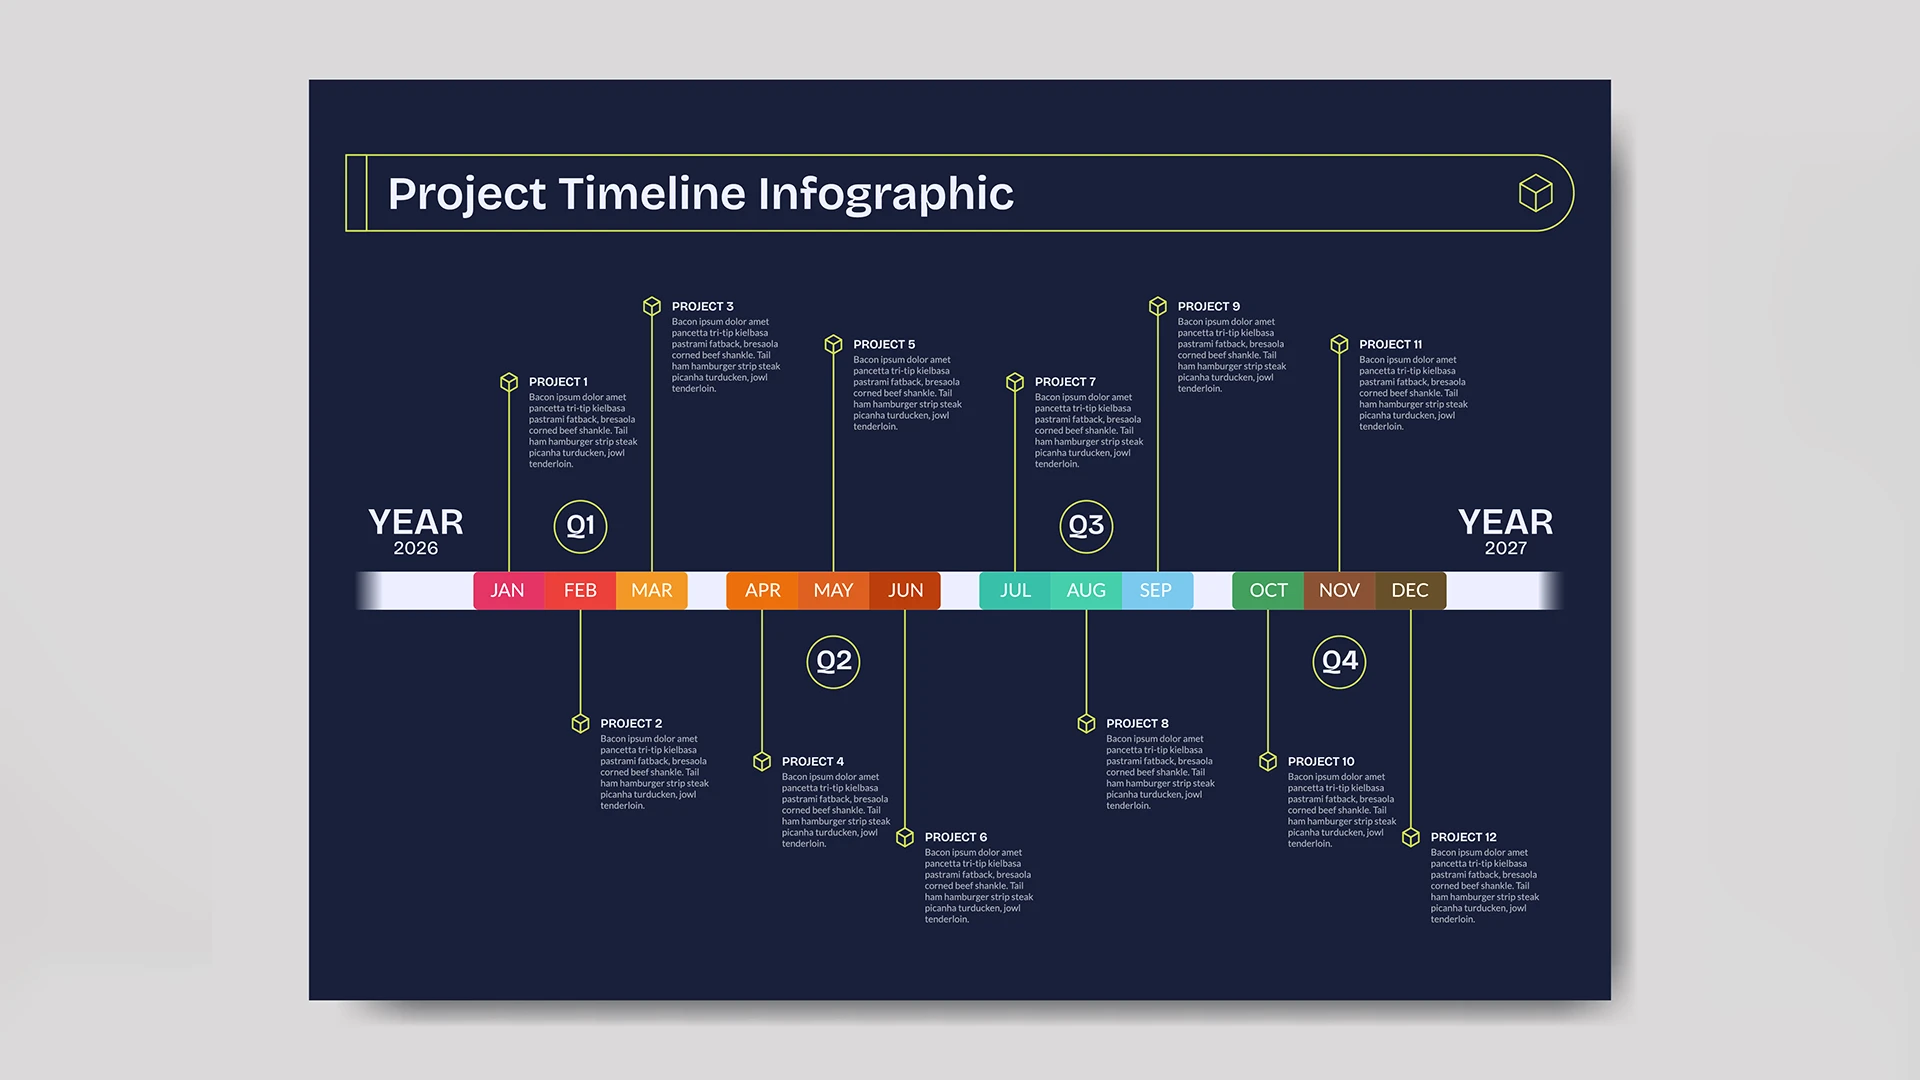 Project Timeline Infographic
PROJECT 3
Bacon ipsum dolor amet
pancetta tri-tip kielbasa
pastrami fatback, bresaola
corned beef shankle. Tail
ham hamburger strip steak
picanha turducken, jowl
tenderloin.
PROJECT 9
Bacon ipsum dolor amet
pancetta tri-tip kielbasa
pastrami fatback, bresaola
corned beef shankle. Tail
ham hamburger strip steak
picanha turducken, jowl
tenderloin.
PROJECT 5
Bacon ipsum dolor amet
pancetta tri-tip kielbasa
pastrami fatback, bresaola
corned beef shankle. Tail
ham hamburger strip steak
picanha turducken, jowl
tenderloin.
PROJECT 11
Bacon ipsum dolor amet
pancetta tri-tip kielbasa
pastrami fatback, bresaola
corned beef shankle. Tail
ham hamburger strip steak
picanha turducken, jowl
tenderloin.
PROJECT 1
Bacon ipsum dolor amet
pancetta tri-tip kielbasa
pastrami fatback, bresaola
corned beef shankle. Tail
ham hamburger strip steak
picanha turducken, jowl
tenderloin.
PROJECT 7
Bacon ipsum dolor amet
pancetta tri-tip kielbasa
pastrami fatback, bresaola
corned beef shankle. Tail
ham hamburger strip steak
picanha turducken, jowl
tenderloin.
YEAR
2026
Q1
Q3
YEAR
2027
JAN FEB MAR APR MAY JUN JUL AUG SEP OCT NOV DEC
Q2
Q4
PROJECT 2
Bacon ipsum dolor amet
pancetta tri-tip kielbasa
pastrami fatback, bresaola
corned beef shankle. Tail
ham hamburger strip steak
picanha turducken, jowl
tenderloin.
PROJECT 8
Bacon ipsum dolor amet
pancetta tri-tip kielbasa
pastrami fatback, bresaola
corned beef shankle. Tail
ham hamburger strip steak
picanha turducken, jowl
tenderloin.
PROJECT 4
Bacon ipsum dolor amet
pancetta tri-tip kielbasa
pastrami fatback, bresaola
corned beef shankle. Tail
ham hamburger strip steak
picanha turducken, jowl
tenderloin.
PROJECT 10
Bacon ipsum dolor amet
pancetta tri-tip kielbasa
pastrami fatback, bresaola
corned beef shankle. Tail
ham hamburger strip steak
picanha turducken, jowl
tenderloin.
PROJECT 6
Bacon ipsum dolor amet
pancetta tri-tip kielbasa
pastrami fatback, bresaola
corned beef shankle. Tail
ham hamburger strip steak
picanha turducken, jowl
tenderloin.
PROJECT 12
Bacon ipsum dolor amet
pancetta tri-tip kielbasa
pastrami fatback, bresaola
corned beef shankle. Tail
ham hamburger strip steak
picanha turducken, jowl
tenderloin.